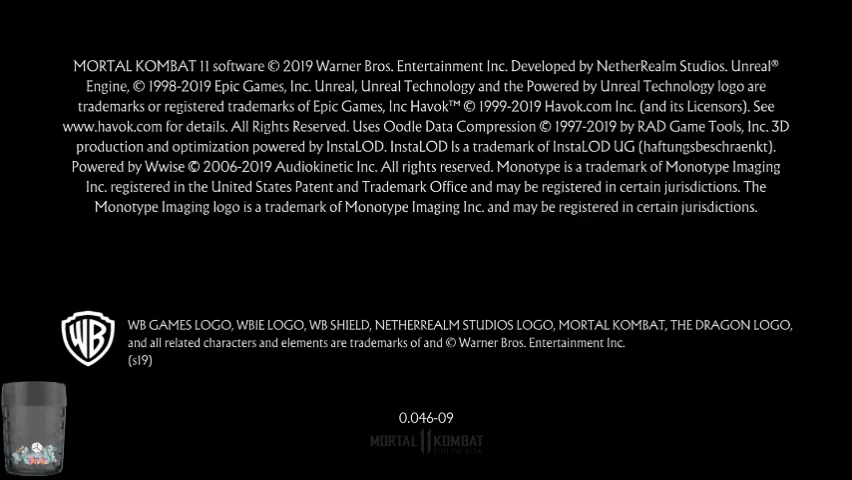 MORTAL KOMBAT 11 software © 2019 Warner Bros. Entertainment Inc. Developed by NetherRealm Studios. Unreal®
Engine, © 1998-2019 Epic Games, Inc. Unreal, Unreal Technology and the Powered by Unreal Technology logo are
trademarks or registered trademarks of Epic Games, Inc Havok™ © 1999-2019 Havok.com Inc. (and its Licensors). See
www.havok.com for details. All Rights Reserved. Uses Oodle Data Compression © 1997-2019 by RAD Game Tools, Inc. 3D
production and optimization powered by InstaLOD. InstaLOD Is a trademark of InstaLOD UG (haftungsbeschraenkt).
Powered by Wwise © 2006-2019 Audiokinetic Inc. All rights reserved. Monotype is a trademark of Monotype Imaging
Inc. registered in the United States Patent and Trademark Office and may be registered in certain jurisdictions. The
Monotype Imaging logo is a trademark of Monotype Imaging Inc. and may be registered in certain jurisdictions.
WB
WB GAMES LOGO, WBIE LOGO, WB SHIELD, NETHERREALM STUDIOS LOGO, MORTAL KOMBAT, THE DRAGON LOGO,
and all related characters and elements are trademarks of and © Warner Bros. Entertainment Inc.
(s19)
0.046-09
MORTAL 11 KOMBAT
ONLINE BETA